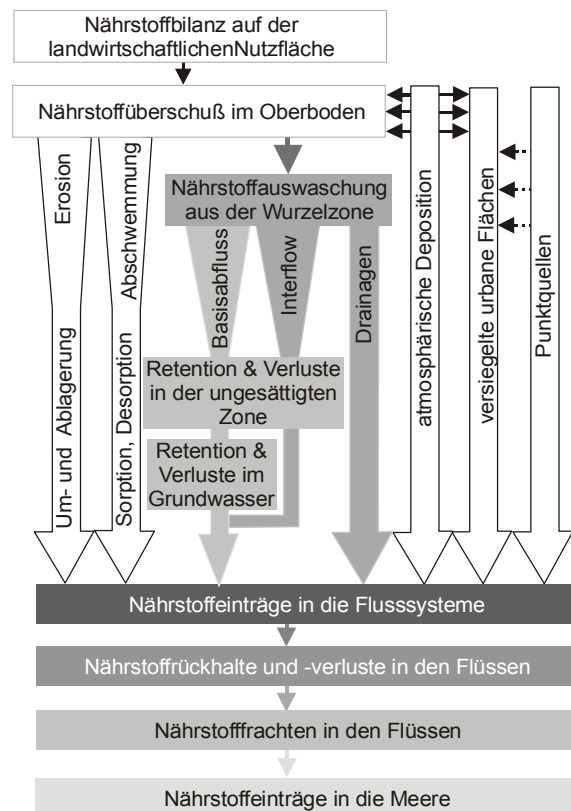 Nährstoffbilanz auf der
landwirtschaftlichenNutzfläche
Nährstoffüberschuß im Oberboden
Erosion
Abschwemmung
Nährstoffauswaschung
aus der Wurzelzone
Basisabfluss
Interflow
Drainagen
atmosphärische Deposition
versiegelte urbane Flächen
Punktquellen
Um- und Ablagerung
Sorption, Desorption
Retention & Verluste
in der ungesättigten
Zone
Retention &
Verluste im
Grundwasser
Nährstoffeinträge in die Flusssysteme
Nährstoffrückhalte und -verluste in den Flüssen
Nährstofffrachten in den Flüssen
Nährstoffeinträge in die Meere